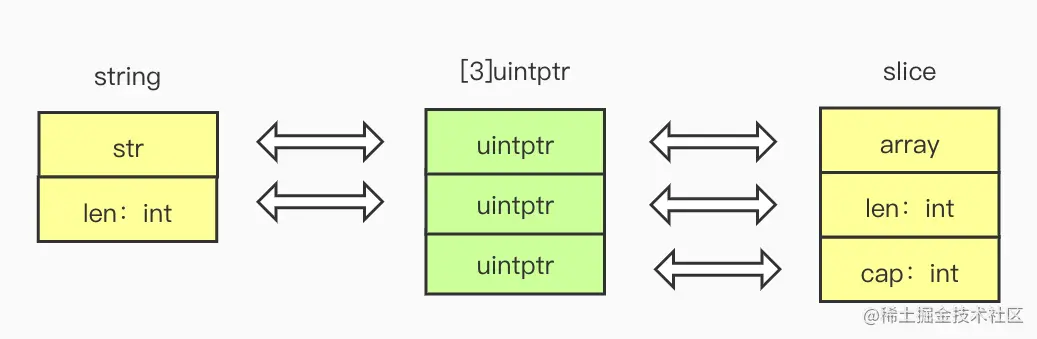 string
[3]uintptr
slice
str
uintptr
array
len：int
uintptr
len：int
uintptr
cap：int
@稀土掘金技术社区